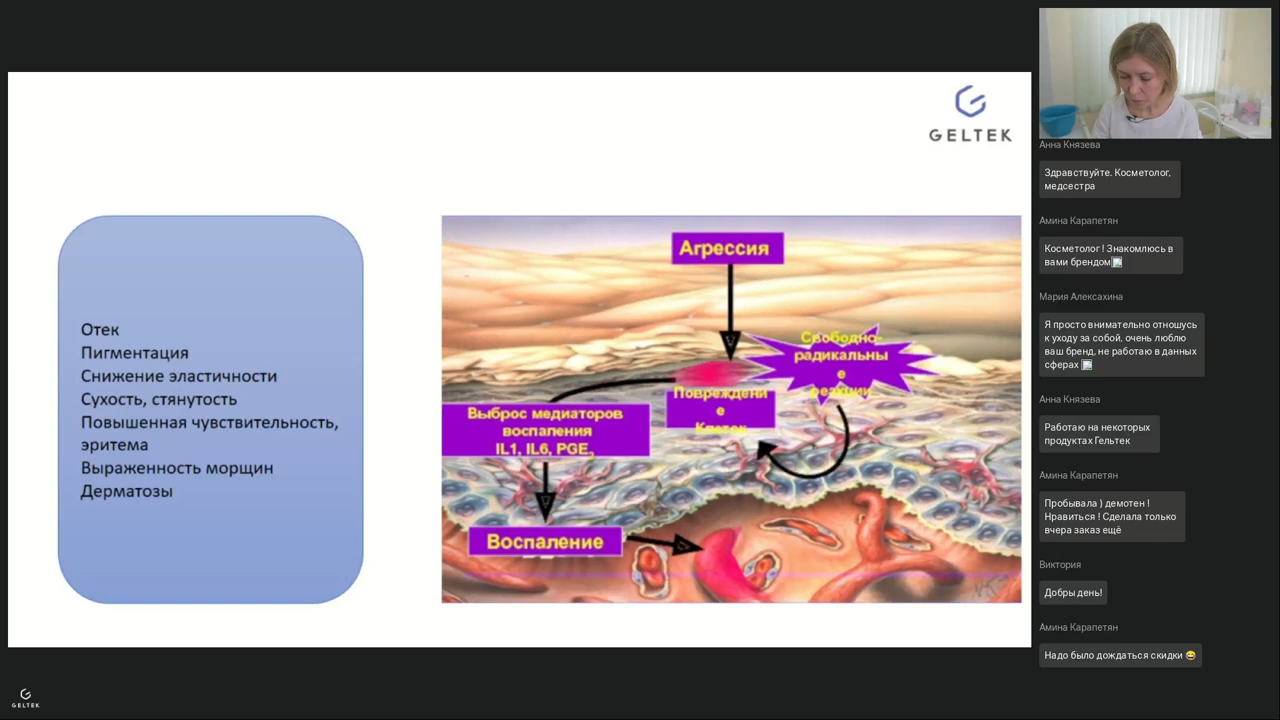 GELTEK
Отек
Пигментация
Снижение эластичности
Сухость, стянутость
Повышенная чувствительность,
эритема
Выраженность морщин
Дерматозы
Агрессия
Свободно-
радикальны
е
реакции
Повреждени
е
Клеток
Выброс медиаторов
воспаления
IL1, IL6, PGE₂
Воспаление
GELTEK
Анна Князева
Здравствуйте. Косметолог,
медсестра
Амина Карапетян
Косметолог ! Знакомлюсь в
вами брендом
Мария Алексахина
Я просто внимательно отношусь
к уходу за собой, очень люблю
ваш бренд, не работаю в данных
сферах
Анна Князева
Работаю на некоторых
продуктах Гельтек
Амина Карапетян
Пробывала ) демотен !
Нравиться ! Сделала только
вчера заказ ещё
Виктория
Добры день!
Амина Карапетян
Надо было дождаться скидки 😅